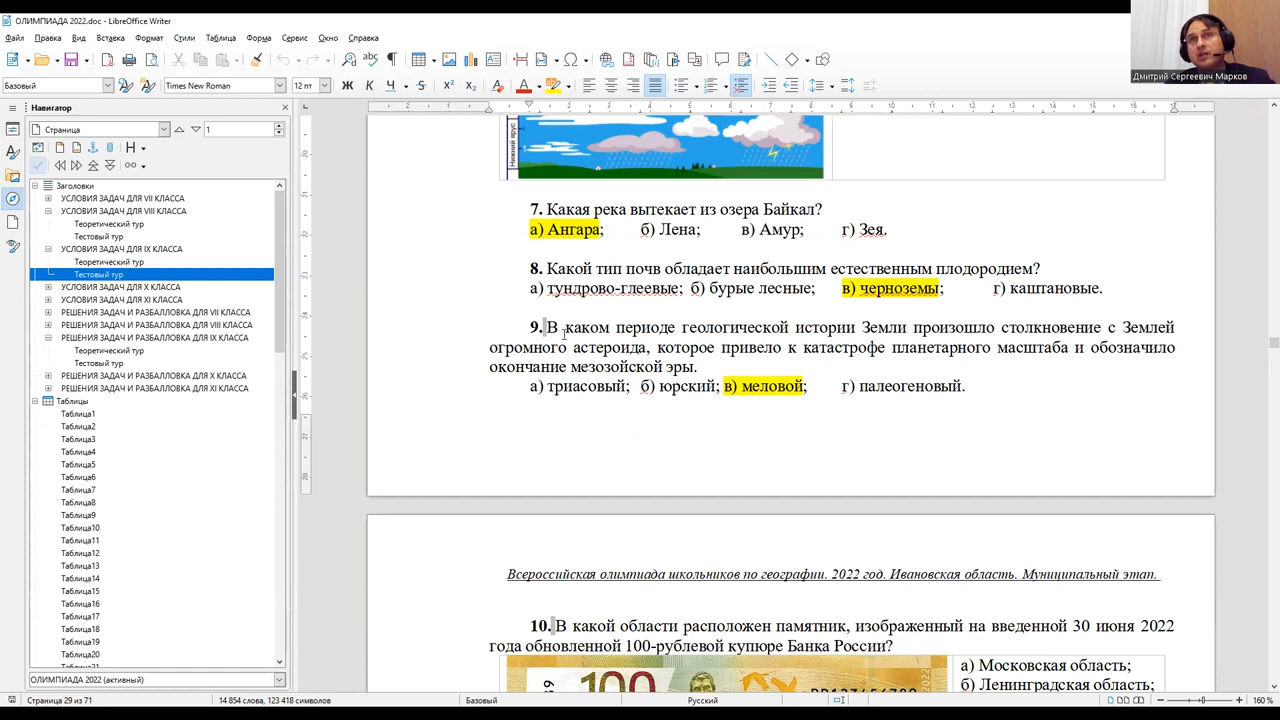 ОЛИМПИАДА 2022.doc - LibreOffice Writer
Файл Правка Вид Вставка Формат Стили Таблица Форма Сервис Окно Справка
Базовый Times New Roman 12 пт Ж К Ч S
Дмитрий Сергеевич Марков
Навигатор
Страница 1
Заголовки
УСЛОВИЯ ЗАДАЧ ДЛЯ VII КЛАССА
УСЛОВИЯ ЗАДАЧ ДЛЯ VIII КЛАССА
Теоретический тур
Тестовый тур
УСЛОВИЯ ЗАДАЧ ДЛЯ IX КЛАССА
Теоретический тур
Тестовый тур
УСЛОВИЯ ЗАДАЧ ДЛЯ X КЛАССА
УСЛОВИЯ ЗАДАЧ ДЛЯ XI КЛАССА
РЕШЕНИЯ ЗАДАЧ И РАЗБАЛЛОВКА ДЛЯ VII КЛАССА
РЕШЕНИЯ ЗАДАЧ И РАЗБАЛЛОВКА ДЛЯ VIII КЛАССА
РЕШЕНИЯ ЗАДАЧ И РАЗБАЛЛОВКА ДЛЯ IX КЛАССА
Теоретический тур
Тестовый тур
РЕШЕНИЯ ЗАДАЧ И РАЗБАЛЛОВКА ДЛЯ X КЛАССА
РЕШЕНИЯ ЗАДАЧ И РАЗБАЛЛОВКА ДЛЯ XI КЛАССА
Таблицы
Таблица1
Таблица2
Таблица3
Таблица4
Таблица5
Таблица6
Таблица7
Таблица8
Таблица9
Таблица10
Таблица11
Таблица12
Таблица13
Таблица14
Таблица15
Таблица16
Таблица17
Таблица18
Таблица19
Таблица20
Таблица21
ОЛИМПИАДА 2022 (активный)
Нижний ярус
7. Какая река вытекает из озера Байкал?
а) Ангара; б) Лена; в) Амур; г) Зея.
8. Какой тип почв обладает наибольшим естественным плодородием?
а) тундрово-глеевые; б) бурые лесные; в) черноземы; г) каштановые.
9. В каком периоде геологической истории Земли произошло столкновение с Землей
огромного астероида, которое привело к катастрофе планетарного масштаба и обозначило
окончание мезозойской эры.
а) триасовый; б) юрский; в) меловой; г) палеогеновый.
Всероссийская олимпиада школьников по географии. 2022 год. Ивановская область. Муниципальный этап.
10. В какой области расположен памятник, изображенный на введенной 30 июня 2022
года обновленной 100-рублевой купюре Банка России?
100
а) Московская область;
б) Ленинградская область;
Страница 29 из 71 14 854 слова, 123 418 символов Базовый Русский 160 %